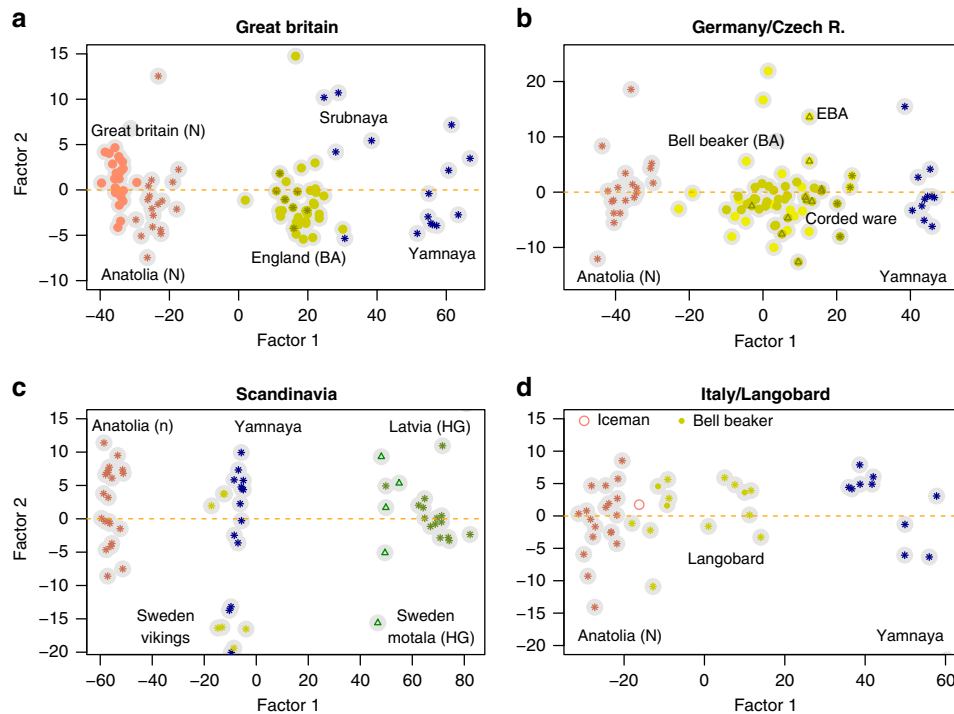 a
Great britain
15
10
5
0
−5
−10
Factor 2
Great britain (N)
Srubnaya
Anatolia (N)
England (BA)
Yamnaya
−40 −20 0 20 40 60
Factor 1
b
Germany/Czech R.
20
10
0
−10
EBA
Bell beaker (BA)
Corded ware
Anatolia (N)
Yamnaya
−40 −20 0 20 40
Factor 1
c
Scandinavia
15
10
5
0
−5
−10
−15
−20
Factor 2
Anatolia (n)
Yamnaya
Latvia (HG)
Sweden
vikings
Sweden
motala (HG)
−60 −40 −20 0 20 40 60 80
Factor 1
d
Italy/Langobard
15
10
5
0
−5
−10
−15
−20
Iceman
Bell beaker
Langobard
Anatolia (N)
Yamnaya
−20 0 20 40 60
Factor 1